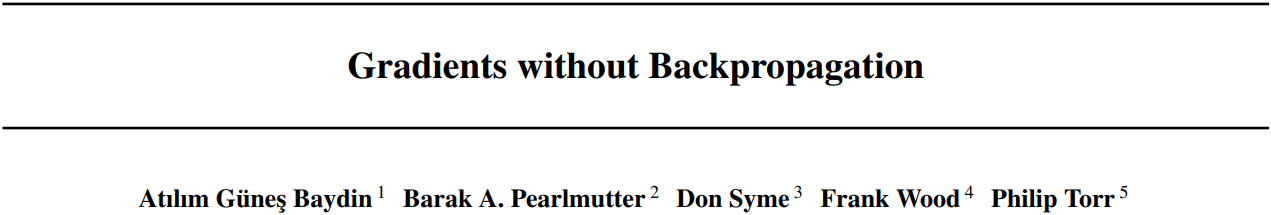 Gradients without Backpropagation
Atılım Güneş Baydin 1 Barak A. Pearlmutter 2 Don Syme 3 Frank Wood 4 Philip Torr 5